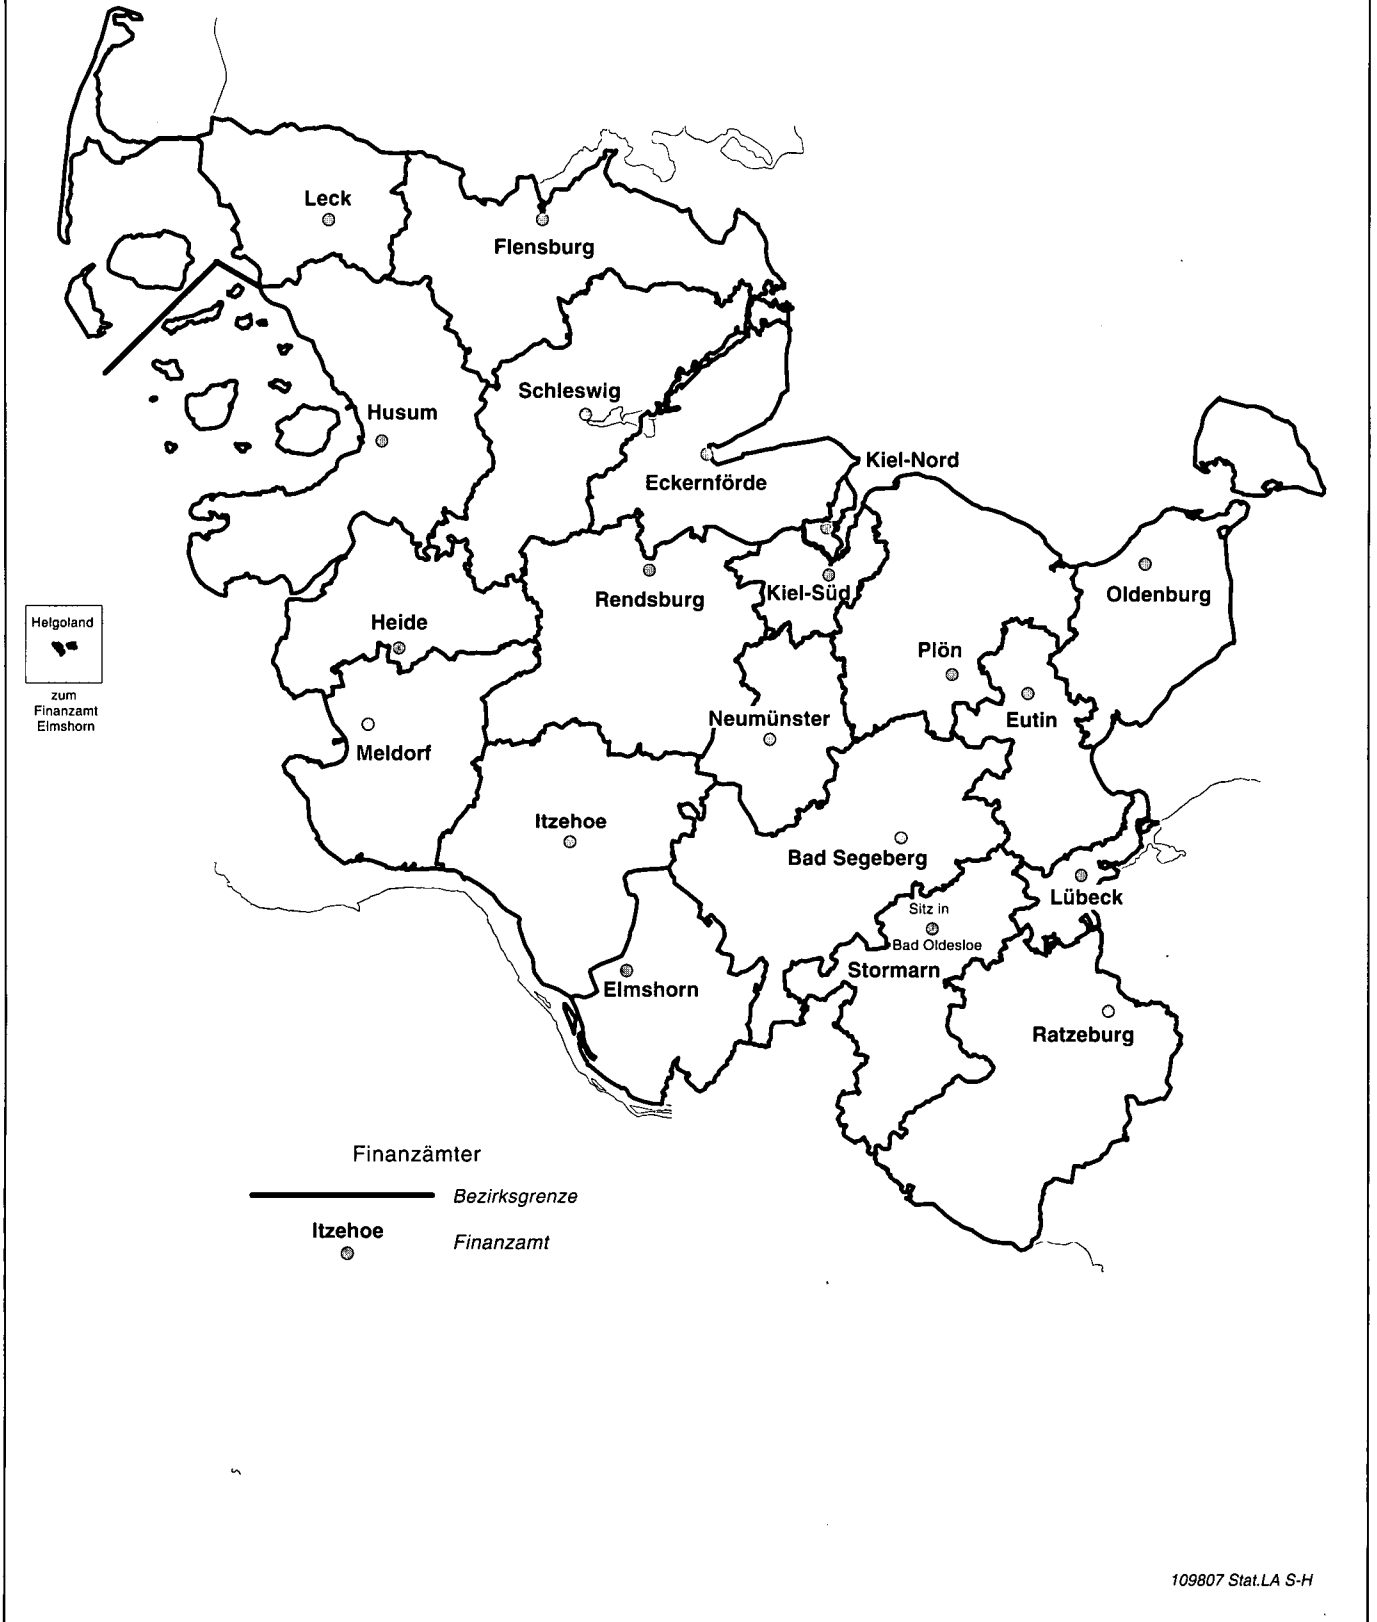 Leck
Flensburg
Schleswig
Husum
Kiel-Nord
Eckernförde
Kiel-Süd
Oldenburg
Rendsburg
Helgoland
zum
Finanzamt
Elmshorn
Heide
Plön
Eutin
Neumünster
Meldorf
Itzehoe
Bad Segeberg
Lübeck
Sitz in
Bad Oldesloe
Stormarn
Elmshorn
Ratzeburg
Finanzämter
Bezirksgrenze
Itzehoe
Finanzamt
109807 Stat.LA S-H